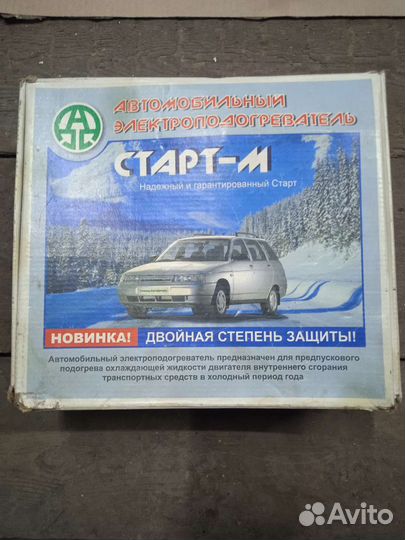 АВТОМОБИЛЬНЫЙ
ЭЛЕКТРОПОДОГРЕВАТЕЛЬ
СТАРТ-М
Надежный и гарантированный Старт
НОВИНКА! ДВОЙНАЯ СТЕПЕНЬ ЗАЩИТЫ!
Автомобильный электроподогреватель предназначен для предпускового
подогрева охлаждающей жидкости двигателя внутреннего сгорания
транспортных средств в холодный период года
Avito